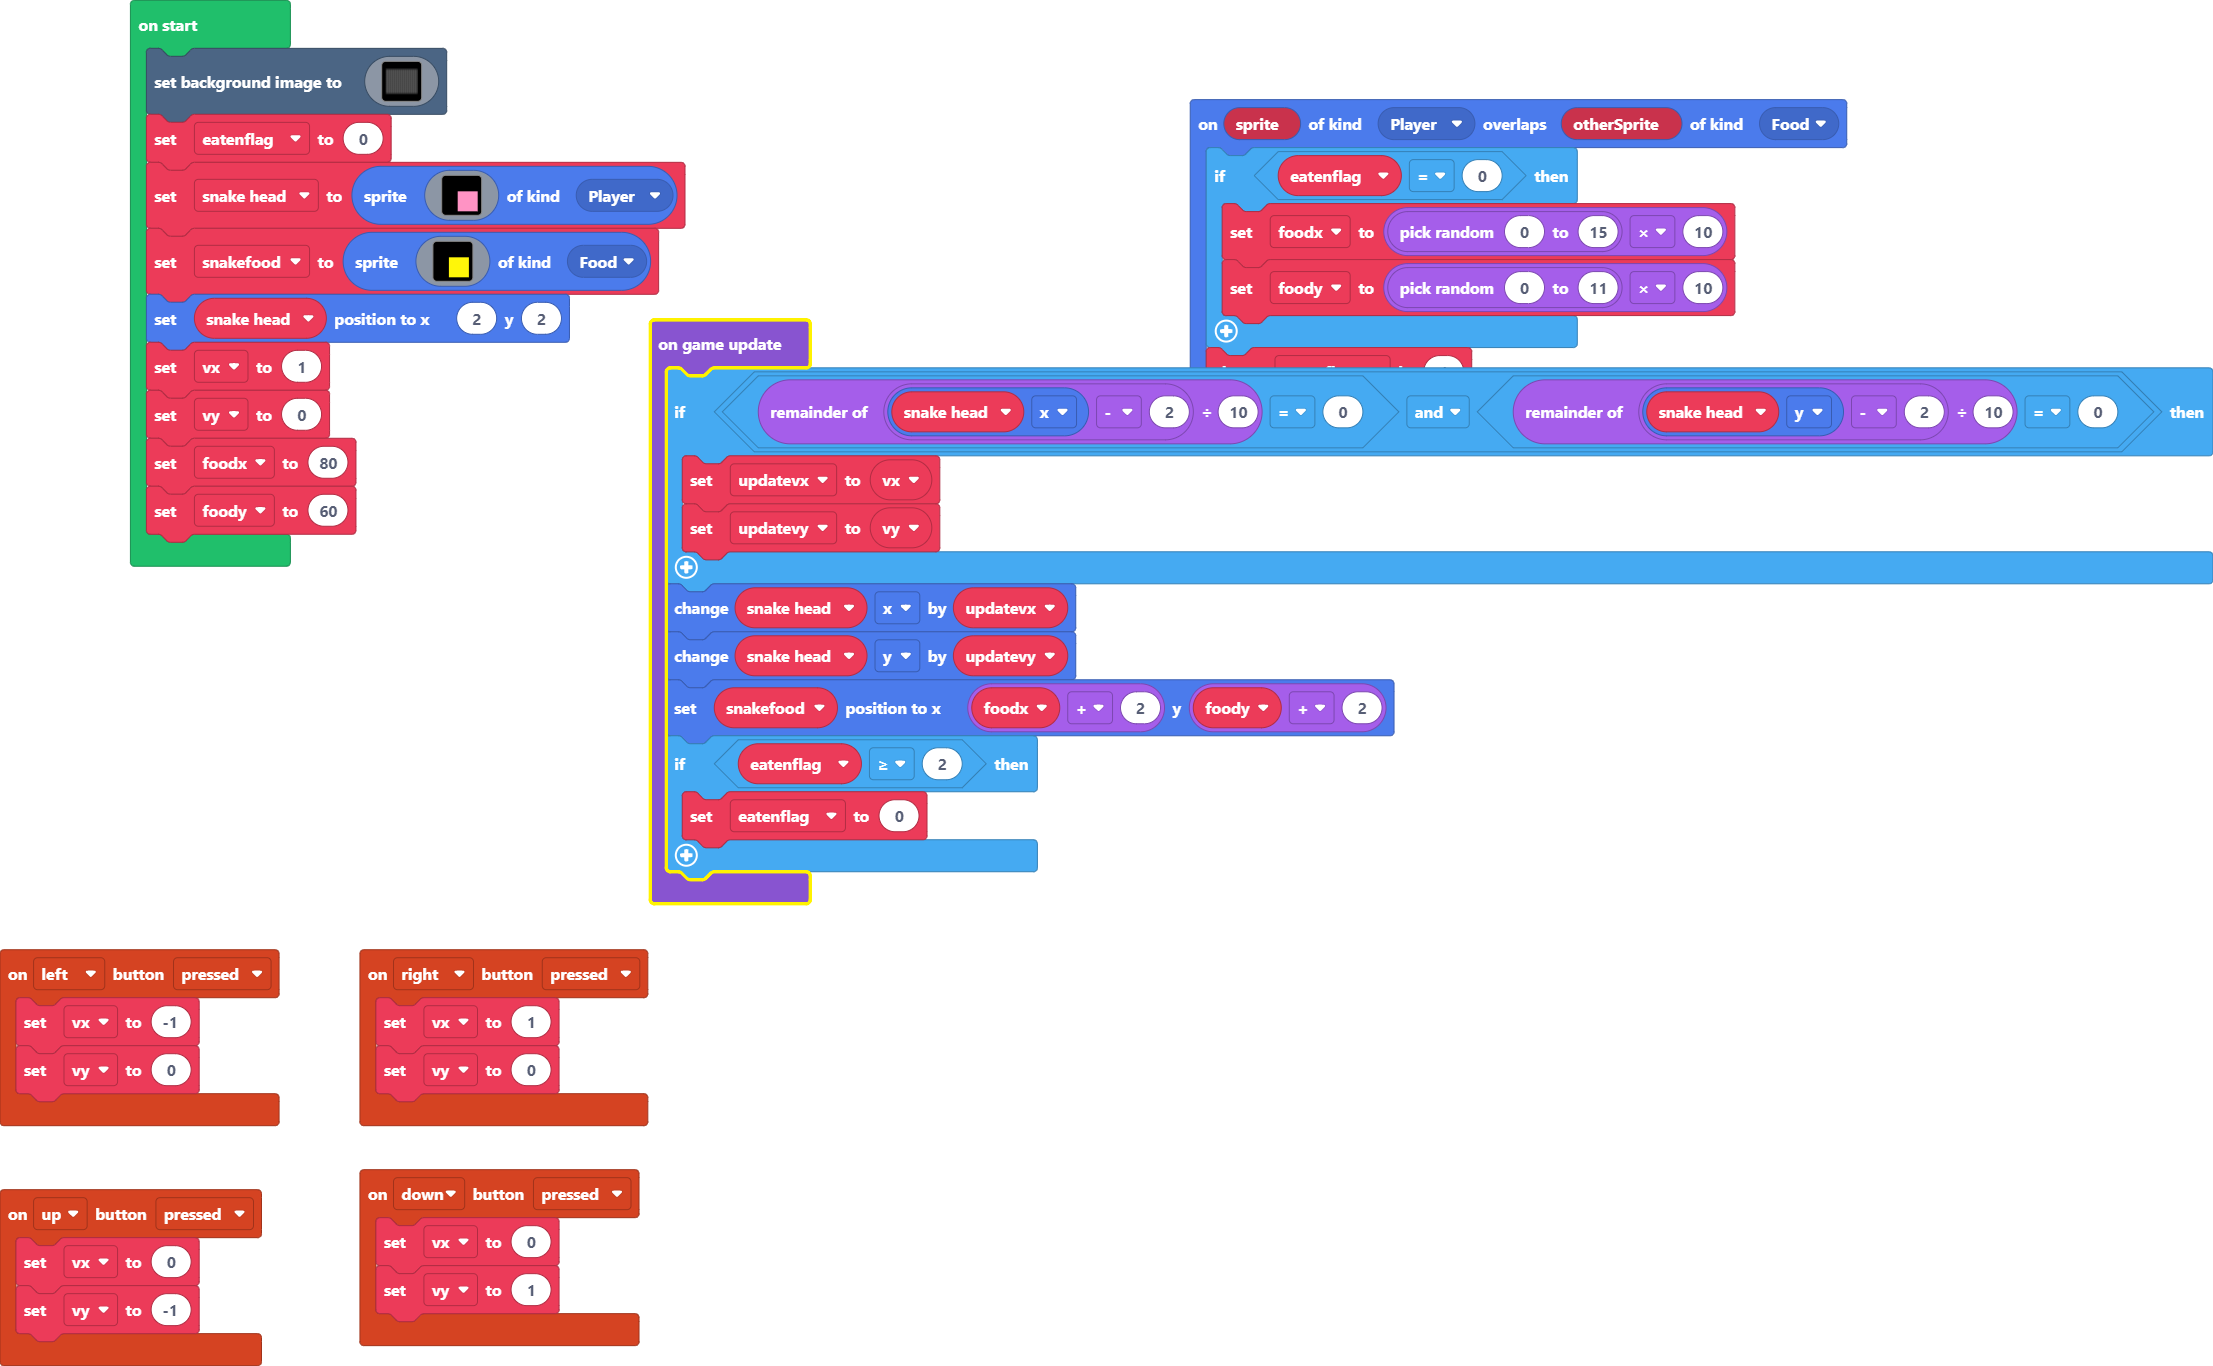 on start
set background image to
set eatenflag to 0
set snake head to sprite of kind Player
set snakefood to sprite of kind Food
set snake head position to x 2 y 2
set vx to 1
set vy to 0
set foodx to 80
set foody to 60
on sprite of kind Player overlaps otherSprite of kind Food
if eatenflag = 0 then
set foodx to pick random 0 to 15 × 10
set foody to pick random 0 to 11 × 10
on game update
if remainder of snake head x - 2 ÷ 10 = 0 and remainder of snake head y - 2 ÷ 10 = 0 then
set updatevx to vx
set updatevy to vy
change snake head x by updatevx
change snake head y by updatevy
set snakefood position to x foodx + 2 y foody + 2
if eatenflag ≥ 2 then
set eatenflag to 0
on left button pressed
set vx to -1
set vy to 0
on right button pressed
set vx to 1
set vy to 0
on up button pressed
set vx to 0
set vy to -1
on down button pressed
set vx to 0
set vy to 1